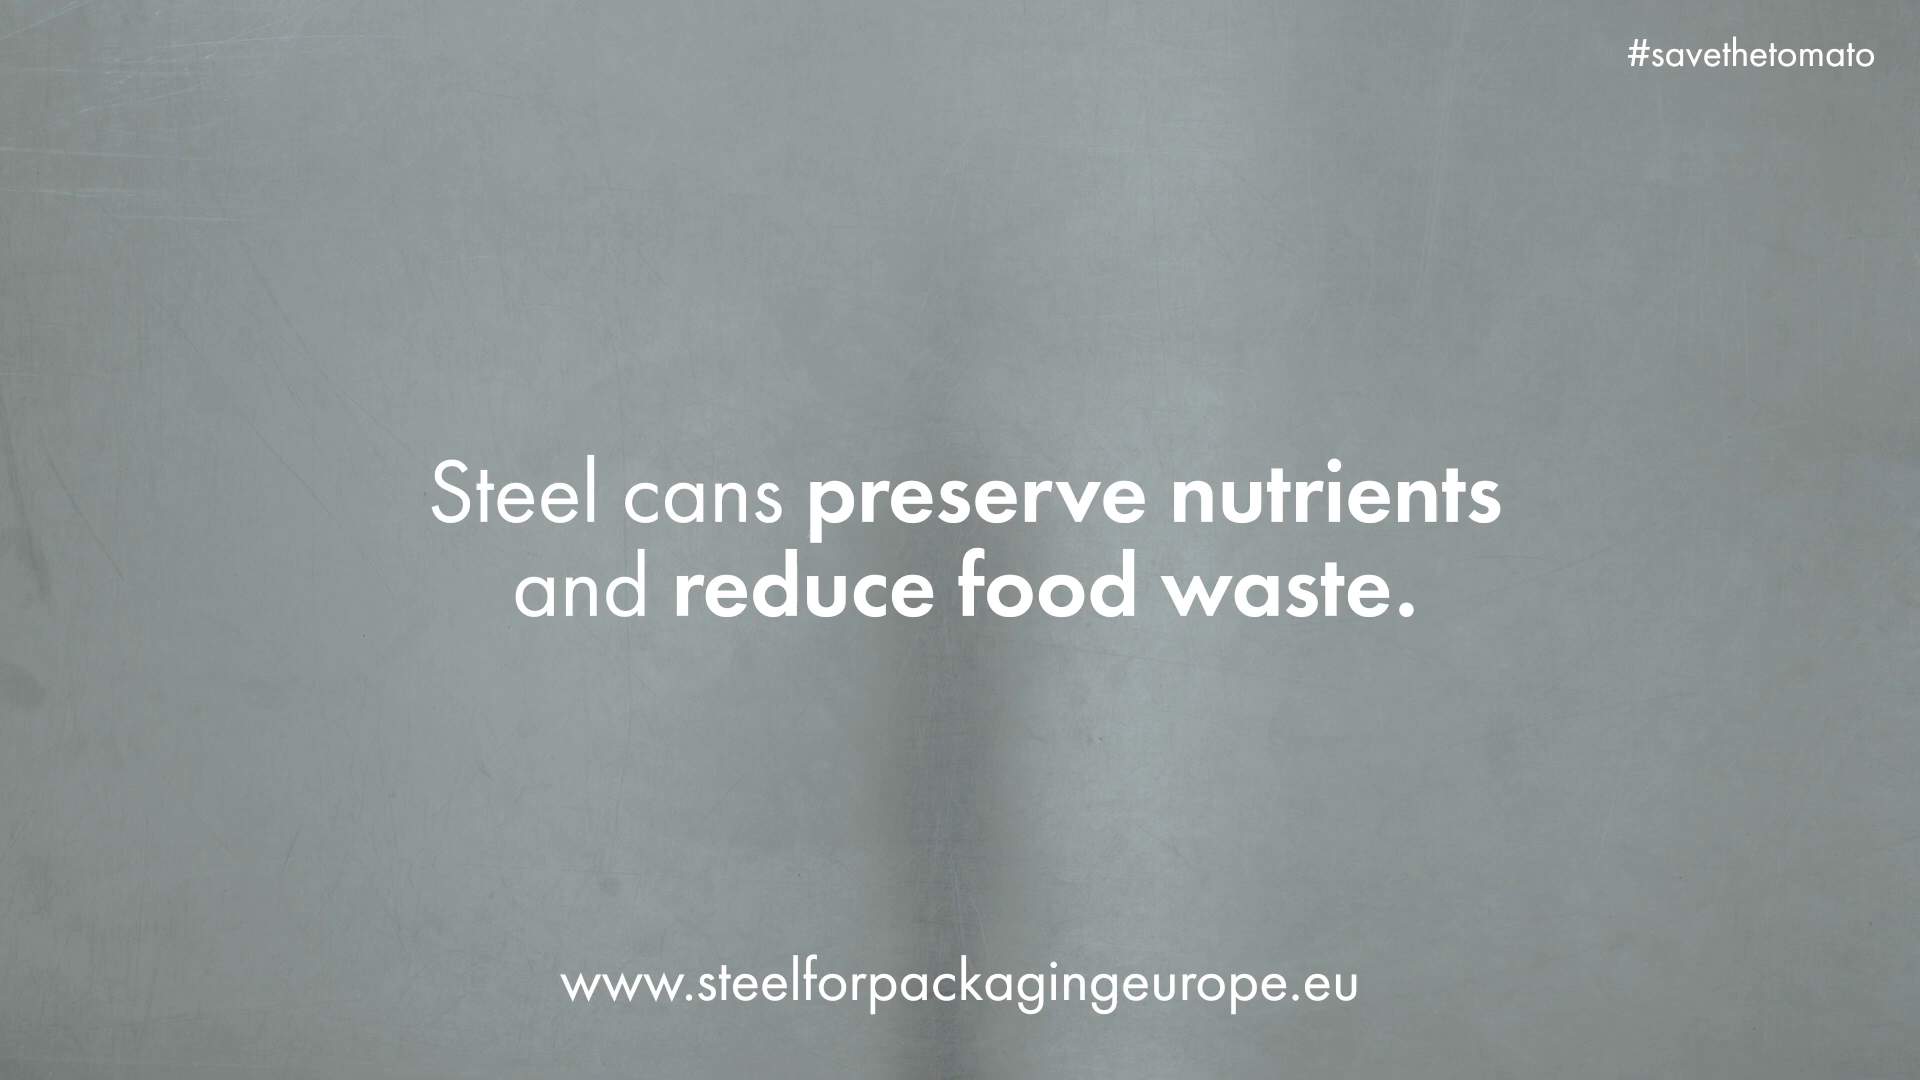 #savethetomato
Steel cans preserve nutrients
and reduce food waste.
www.steelforpackagingeurope.eu